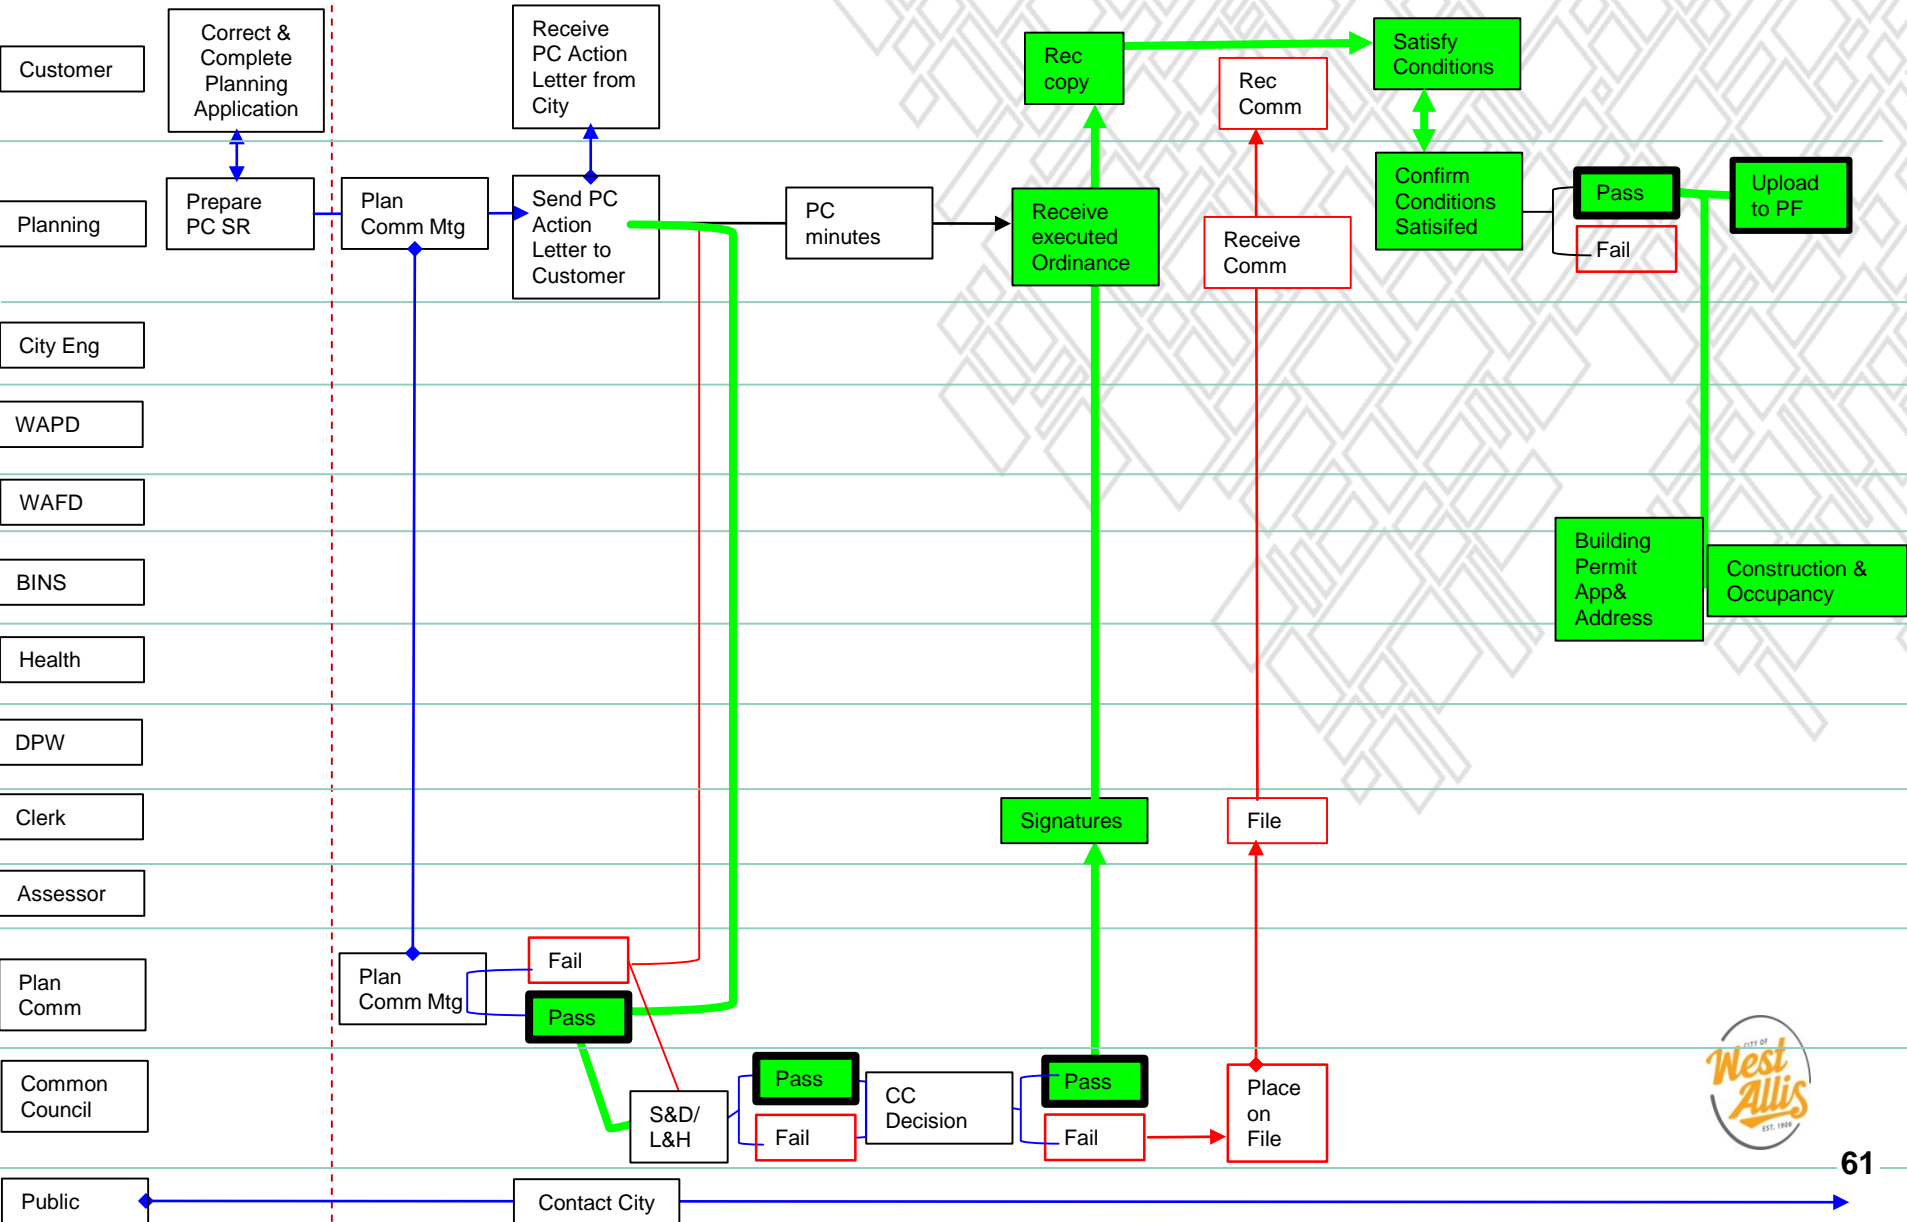 Customer
Correct &
Complete
Planning
Application
Receive
PC Action
Letter from
City
Rec
copy
Rec
Comm
Satisfy
Conditions
Planning
Prepare
PC SR
Plan
Comm Mtg
Send PC
Action
Letter to
Customer
PC
minutes
Receive
executed
Ordinance
Receive
Comm
Confirm
Conditions
Satisifed
Pass
Fail
Upload
to PF
City Eng
WAPD
WAFD
BINS
Building
Permit
App&
Address
Construction &
Occupancy
Health
DPW
Clerk
Signatures
File
Assessor
Plan
Comm
Plan
Comm Mtg
Fail
Pass
Common
Council
S&D/
L&H
Pass
Fail
CC
Decision
Pass
Fail
Place
on
File
CITY OF
West
Allis
EST. 1906
61
Public
Contact City